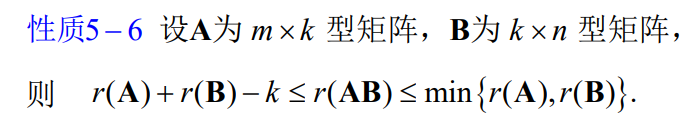 性质5－6 设A为 m×k 型矩阵，B为 k×n 型矩阵，
则 r(A)+r(B)−k≤r(AB)≤min{r(A),r(B)}.